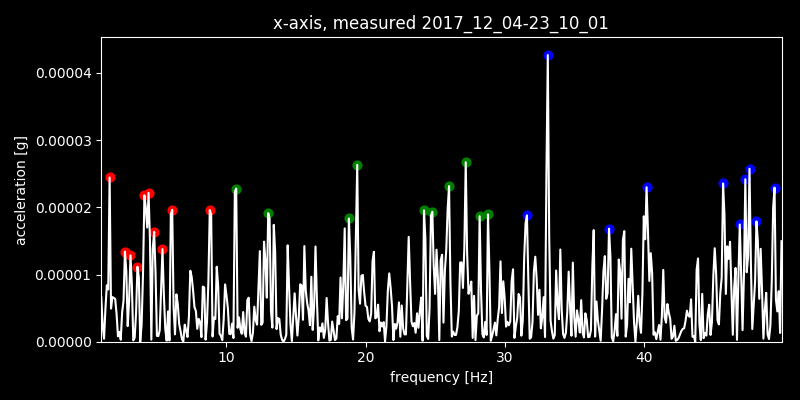 x-axis, measured 2017_12_04-23_10_01
0.00004
0.00003
0.00002
0.00001
0.00000
acceleration [g]
10 20 30 40
frequency [Hz]